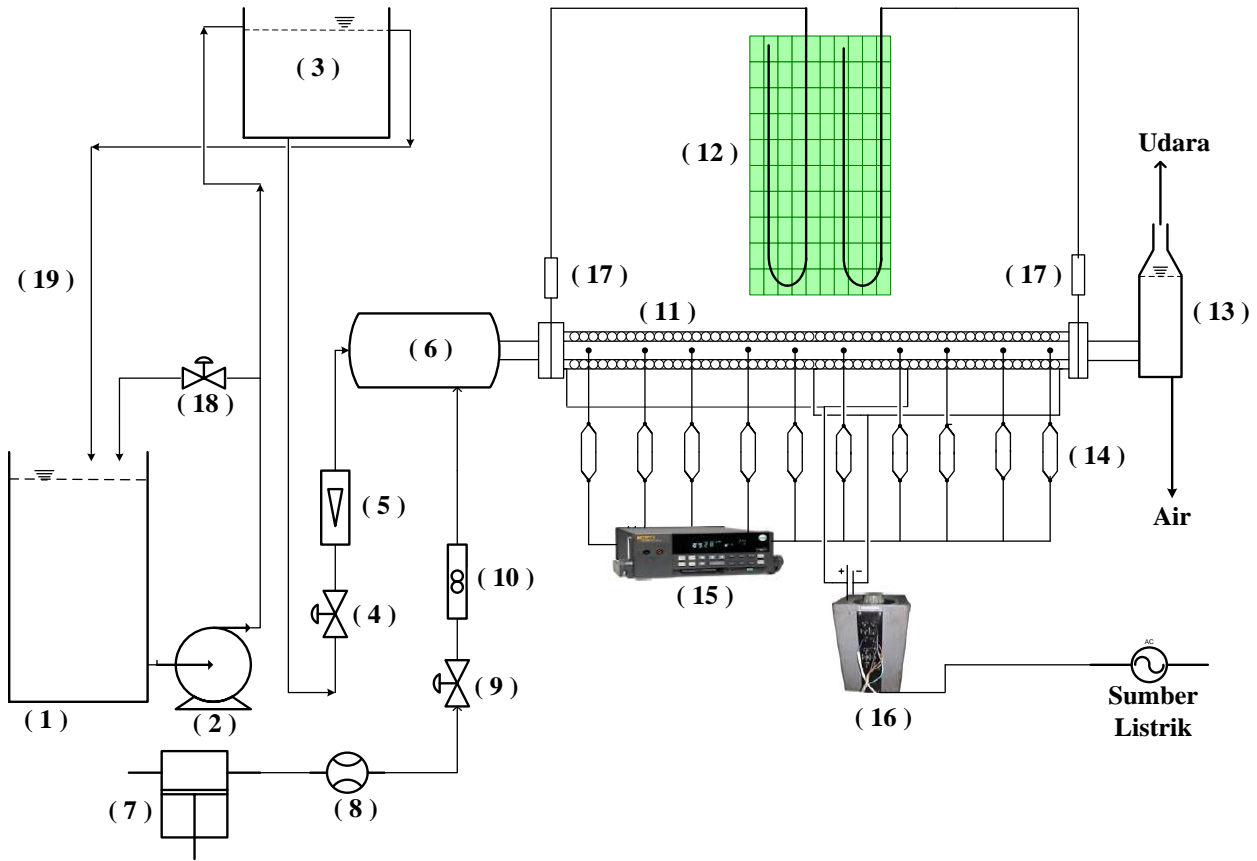 ( 3 )
( 12 )
Udara
( 19 )
( 17 )
( 17 )
( 11 )
( 13 )
( 6 )
( 18 )
( 14 )
( 5 )
Air
( 10 )
+ −
( 15 )
( 4 )
AC
( 9 )
Sumber
Listrik
( 1 )
( 2 )
( 16 )
( 7 )
( 8 )